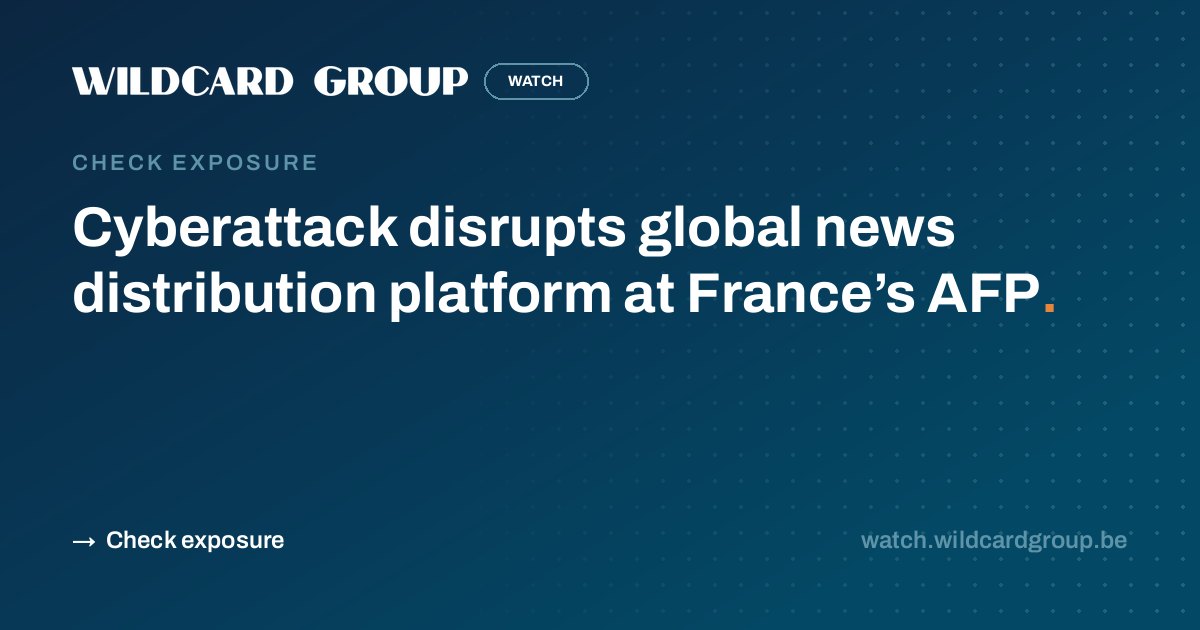 WILDCARD GROUP WATCH
CHECK EXPOSURE
Cyberattack disrupts global news
distribution platform at France’s AFP.
→ Check exposure
watch.wildcardgroup.be